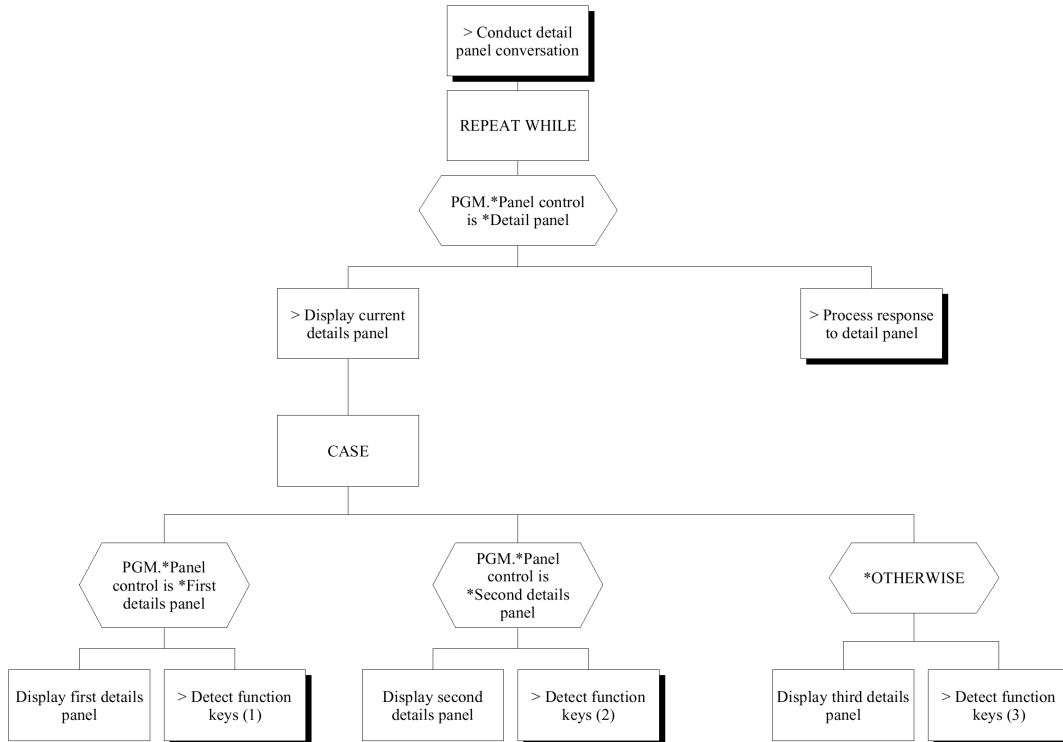 > Conduct detail
panel conversation
REPEAT WHILE
PGM.*Panel control
is *Detail panel
> Display current
details panel
> Process response
to detail panel
CASE
PGM.*Panel
control is *First
details panel
PGM.*Panel
control is
*Second details
panel
*OTHERWISE
Display first details
panel
> Detect function
keys (1)
Display second
details panel
> Detect function
keys (2)
Display third details
panel
> Detect function
keys (3)